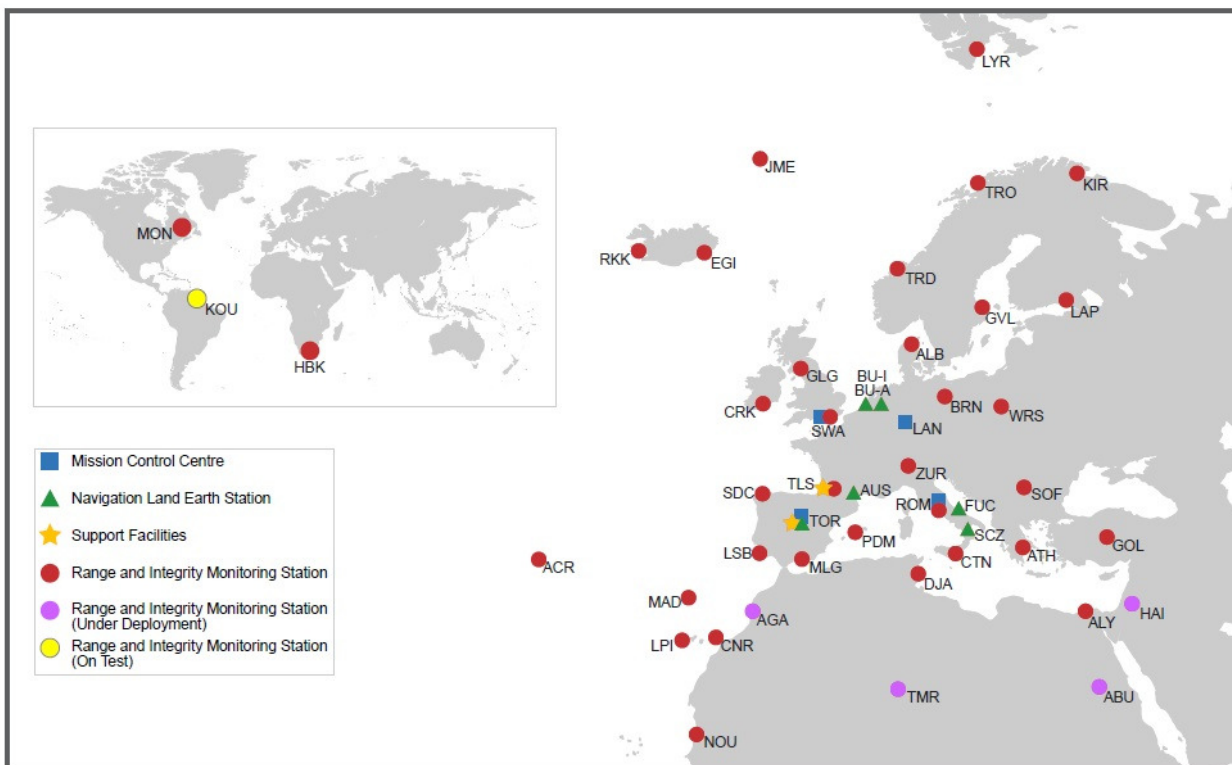 LYR
JME
KIR
TRO
MON
RKK
EGI
TRD
KOU
GVL
LAP
ALB
HBK
GLG
BU-I
BU-A
CRK
BRN
WRS
SWA
LAN
Mission Control Centre
ZUR
Navigation Land Earth Station
TLS
AUS
SDC
SOF
ROM
FUC
Support Facilities
TOR
SCZ
PDM
GOL
LSB
ATH
CTN
MLG
ACR
Range and Integrity Monitoring Station
DJA
MAD
Range and Integrity Monitoring Station
(Under Deployment)
AGA
HAI
ALY
LPI
CNR
Range and Integrity Monitoring Station
(On Test)
TMR
ABU
NOU